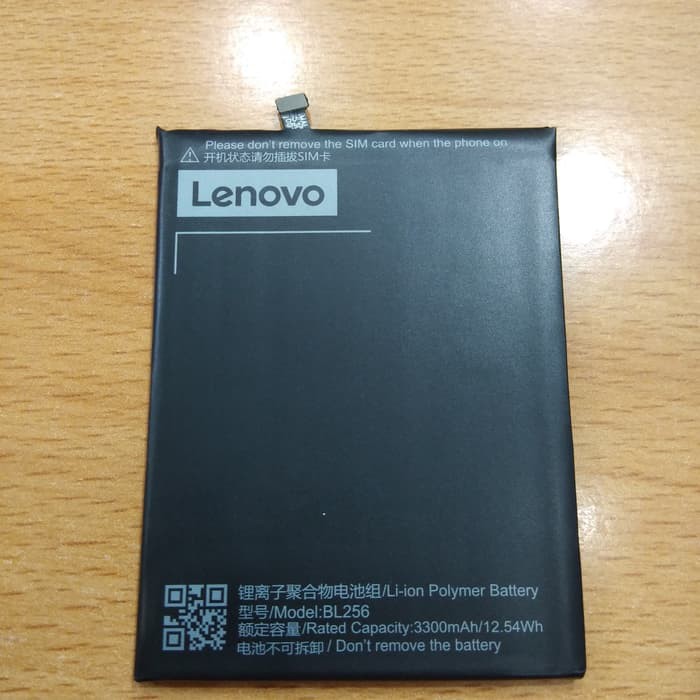 Please don't remove the SIM card when the phone on
开机状态请勿插拔SIM卡
Lenovo
锂离子聚合物电池组/Li-ion Polymer Battery
型号/Model:BL256
额定容量/Rated Capacity:3300mAh/12.54Wh
电池不可拆卸 / Don't remove the battery